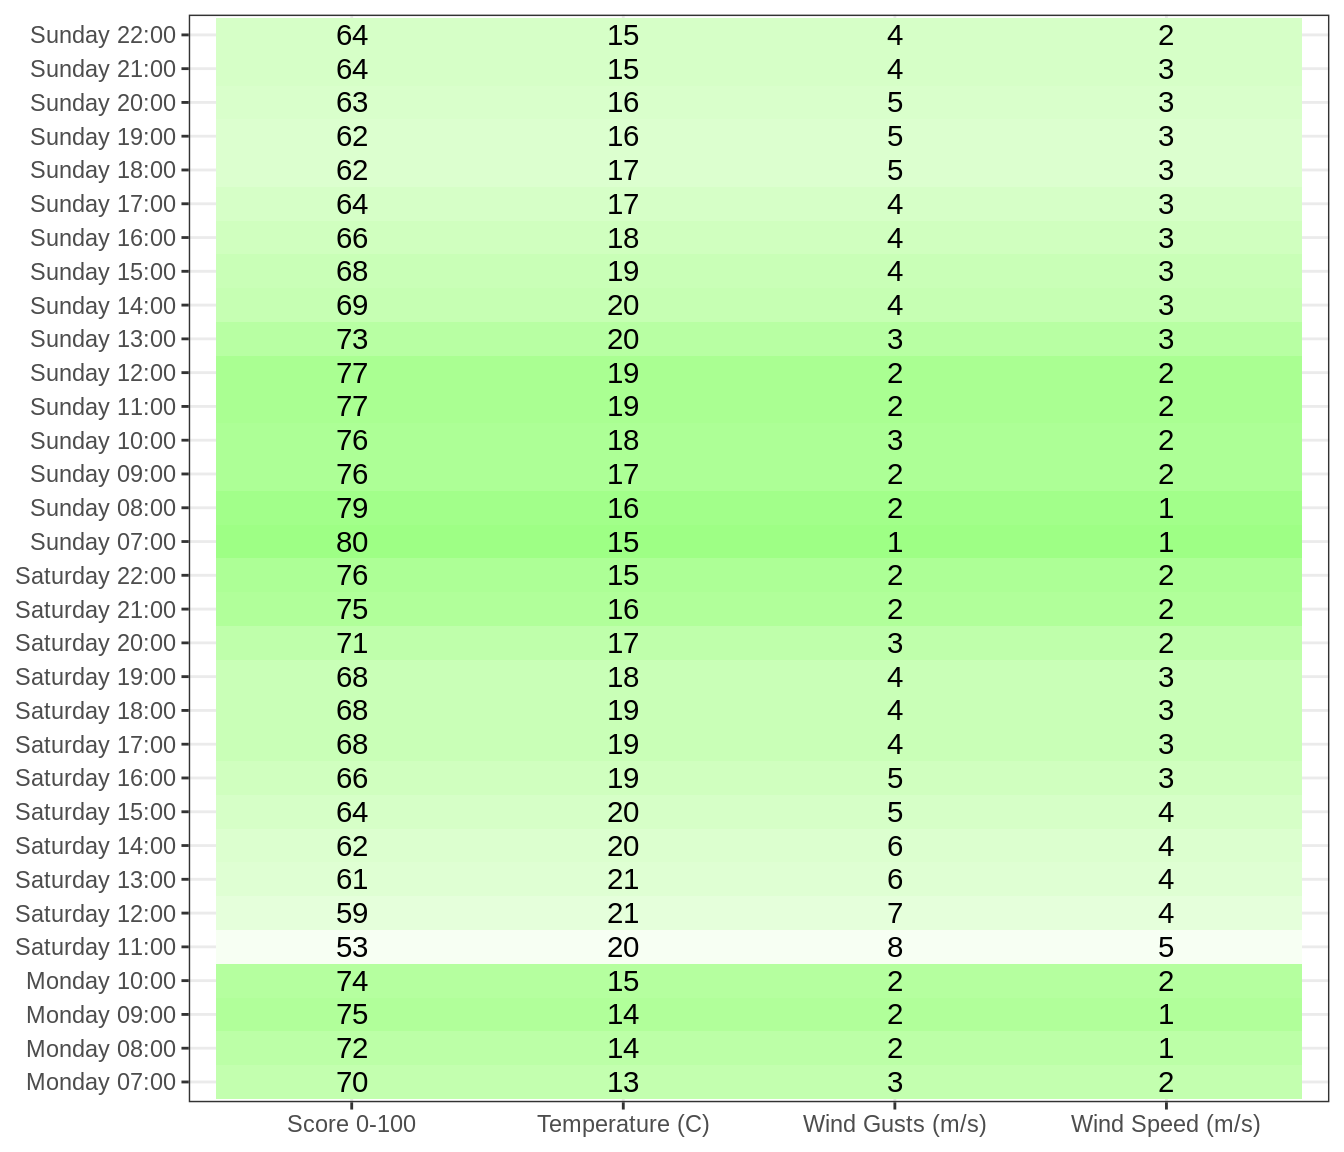 Sunday 22:00 64 15 4 2
Sunday 21:00 64 15 4 3
Sunday 20:00 63 16 5 3
Sunday 19:00 62 16 5 3
Sunday 18:00 62 17 5 3
Sunday 17:00 64 17 4 3
Sunday 16:00 66 18 4 3
Sunday 15:00 68 19 4 3
Sunday 14:00 69 20 4 3
Sunday 13:00 73 20 3 3
Sunday 12:00 77 19 2 2
Sunday 11:00 77 19 2 2
Sunday 10:00 76 18 3 2
Sunday 09:00 76 17 2 2
Sunday 08:00 79 16 2 1
Sunday 07:00 80 15 1 1
Saturday 22:00 76 15 2 2
Saturday 21:00 75 16 2 2
Saturday 20:00 71 17 3 2
Saturday 19:00 68 18 4 3
Saturday 18:00 68 19 4 3
Saturday 17:00 68 19 4 3
Saturday 16:00 66 19 5 3
Saturday 15:00 64 20 5 4
Saturday 14:00 62 20 6 4
Saturday 13:00 61 21 6 4
Saturday 12:00 59 21 7 4
Saturday 11:00 53 20 8 5
Monday 10:00 74 15 2 2
Monday 09:00 75 14 2 1
Monday 08:00 72 14 2 1
Monday 07:00 70 13 3 2
Score 0-100 Temperature (C) Wind Gusts (m/s) Wind Speed (m/s)